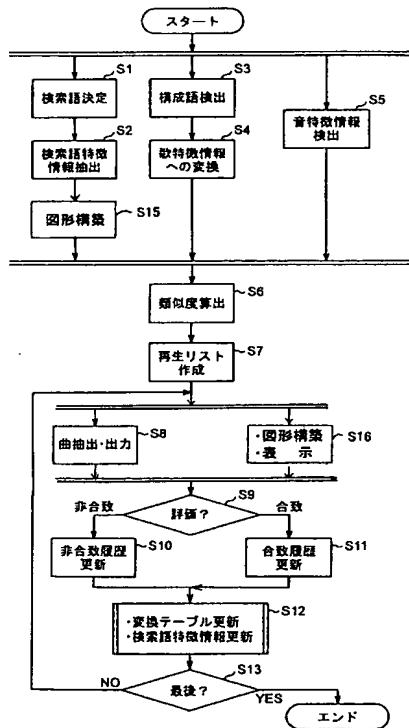 スタート
S1
検索語決定
S2
検索語特徴
情報抽出
S15
図形構築
S3
構成語検出
S4
歌特徴情報
への変換
S5
音特徴情報
検出
S6
類似度算出
S7
再生リスト
作成
S8
曲抽出・出力
S16
・図形構築
・表 示
S9
評価?
非合致
合致
S10
非合致履歴
更新
S11
合致履歴
更新
S12
・変換テーブル更新
・検索語特徴情報更新
S13
最後?
NO
YES
エンド